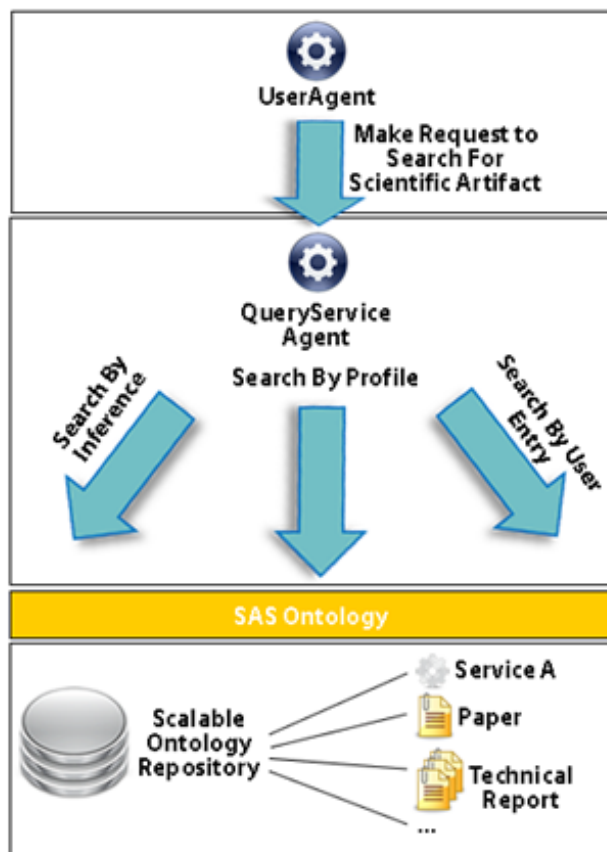 UserAgent
Make Request to
Search For
Scientific Artifact
QueryService
Agent
Search By
Inference
Search By Profile
Search By User
Entry
SAS Ontology
Scalable
Ontology
Repository
Service A
Paper
Technical
Report
...